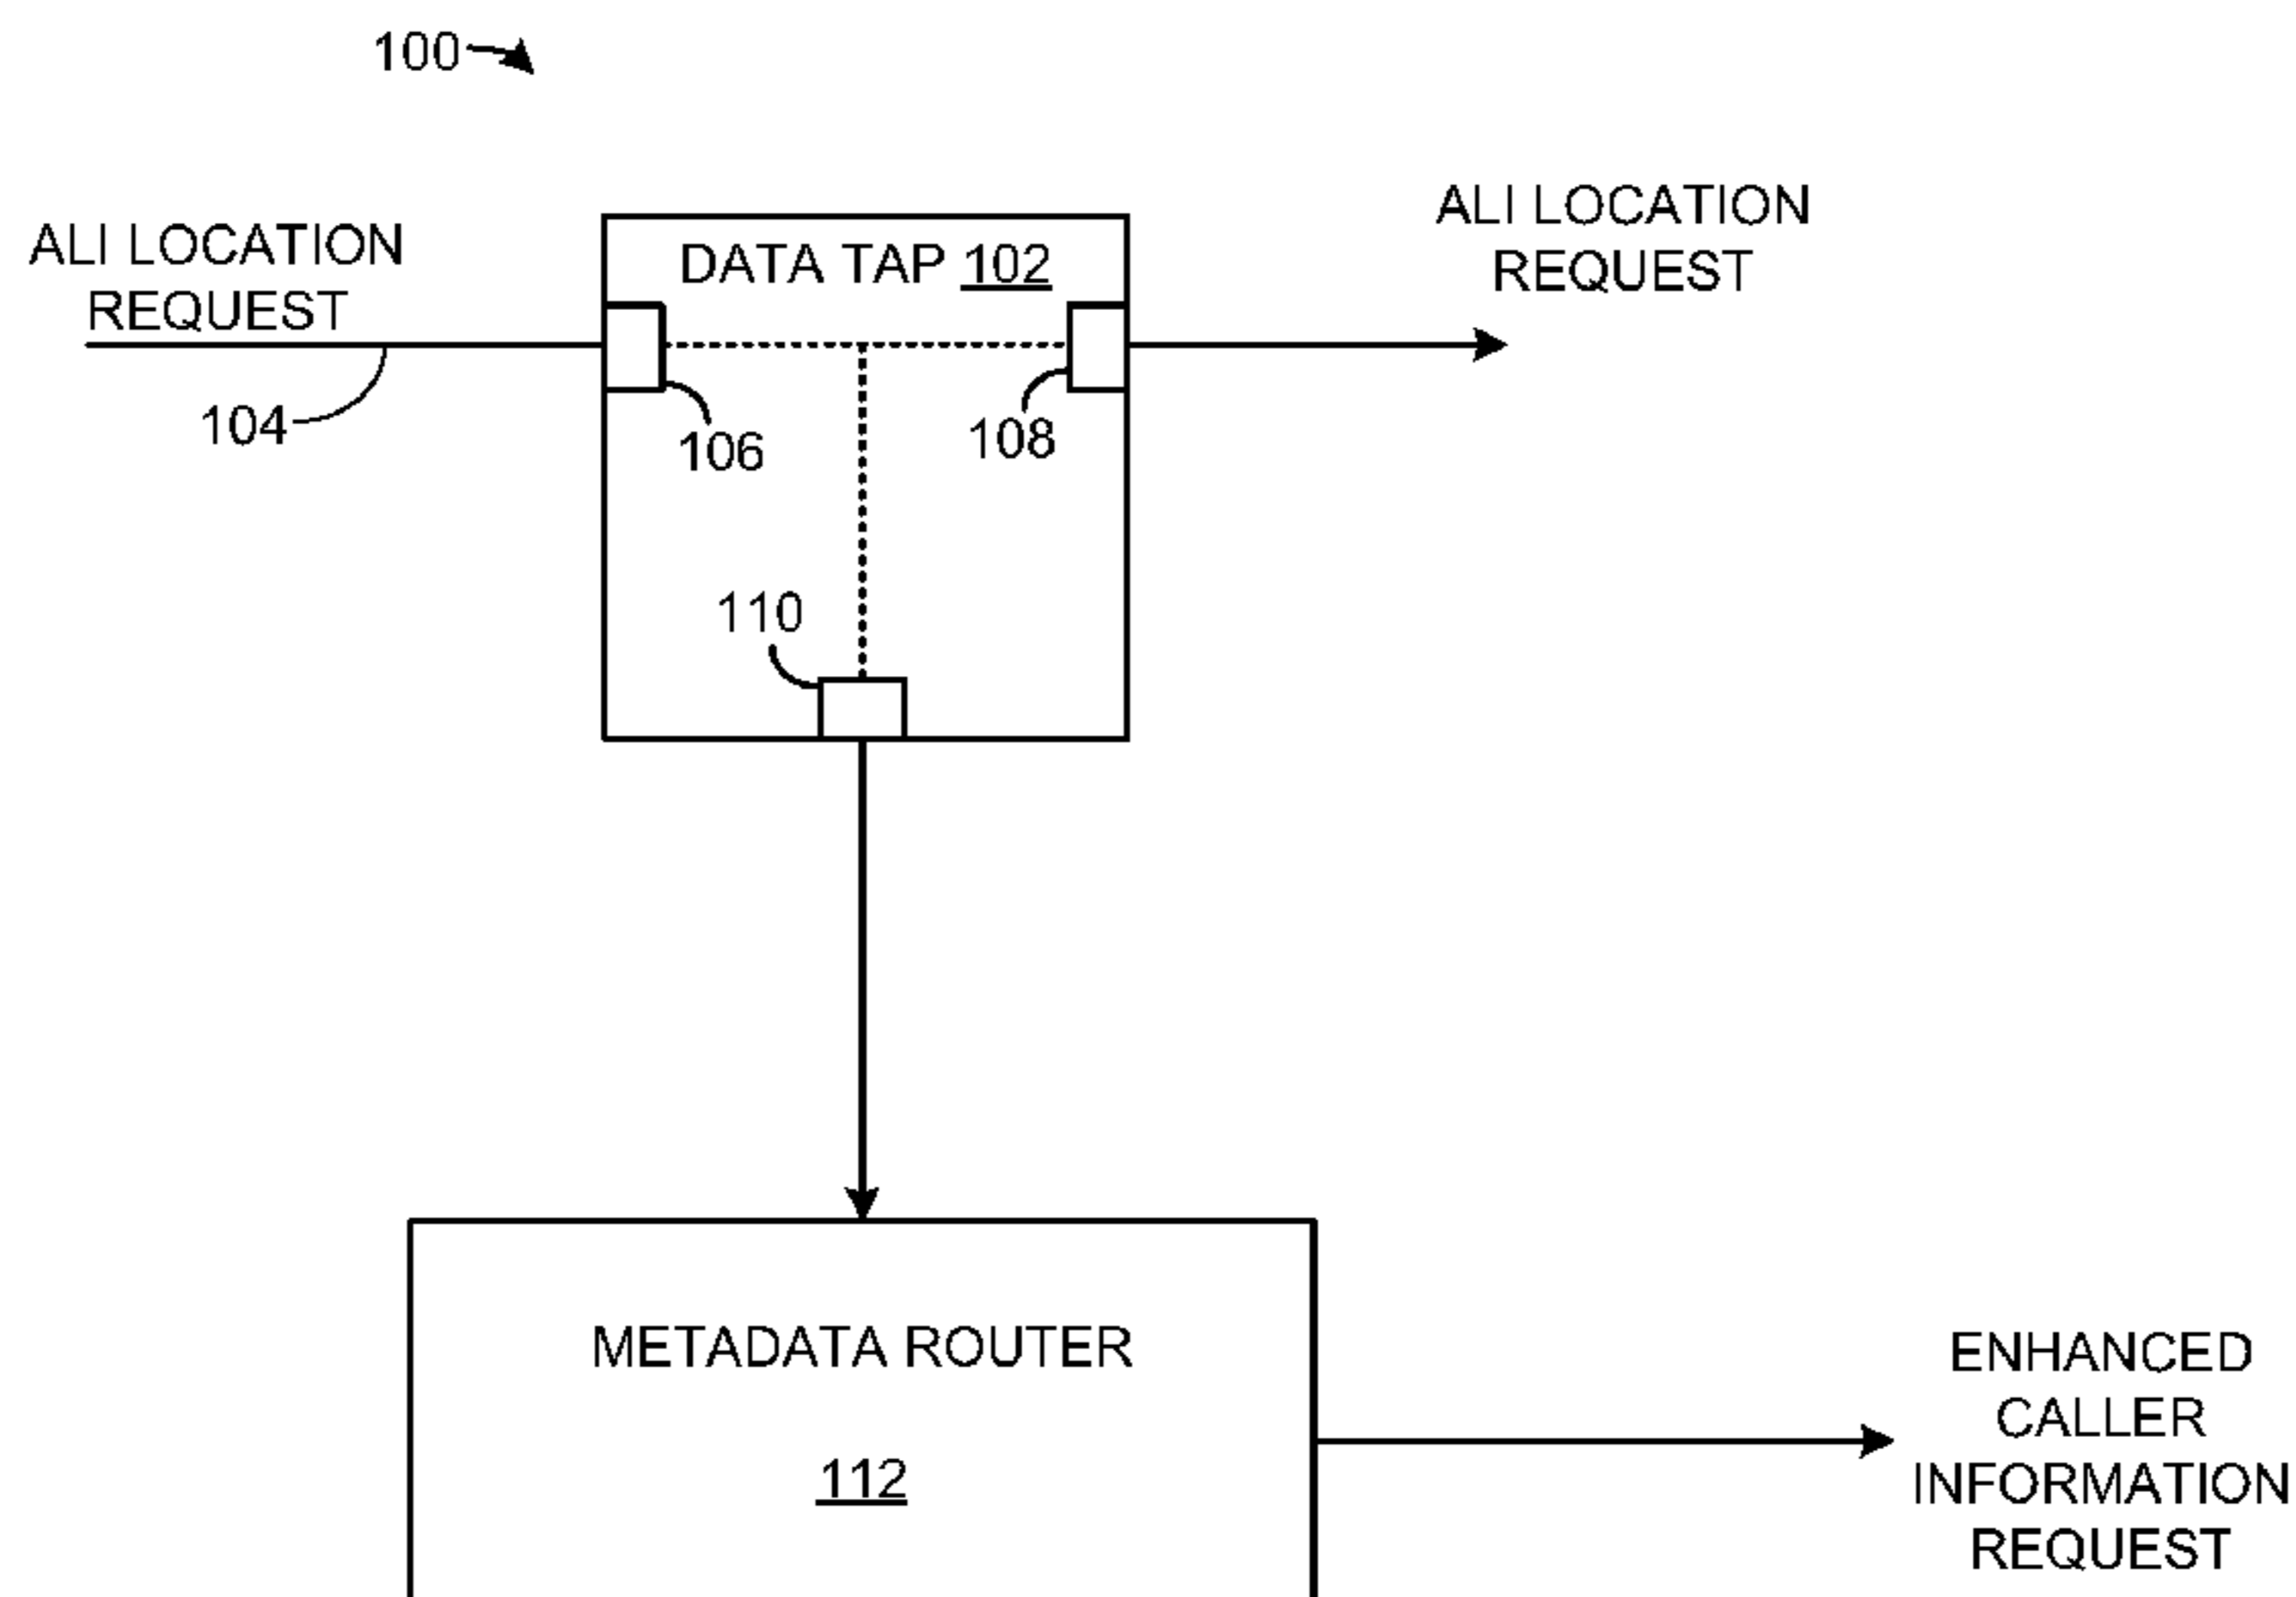 100
ALI LOCATION
REQUEST
DATA TAP 102
ALI LOCATION
REQUEST
104
106
108
110
METADATA ROUTER
112
ENHANCED
CALLER
INFORMATION
REQUEST